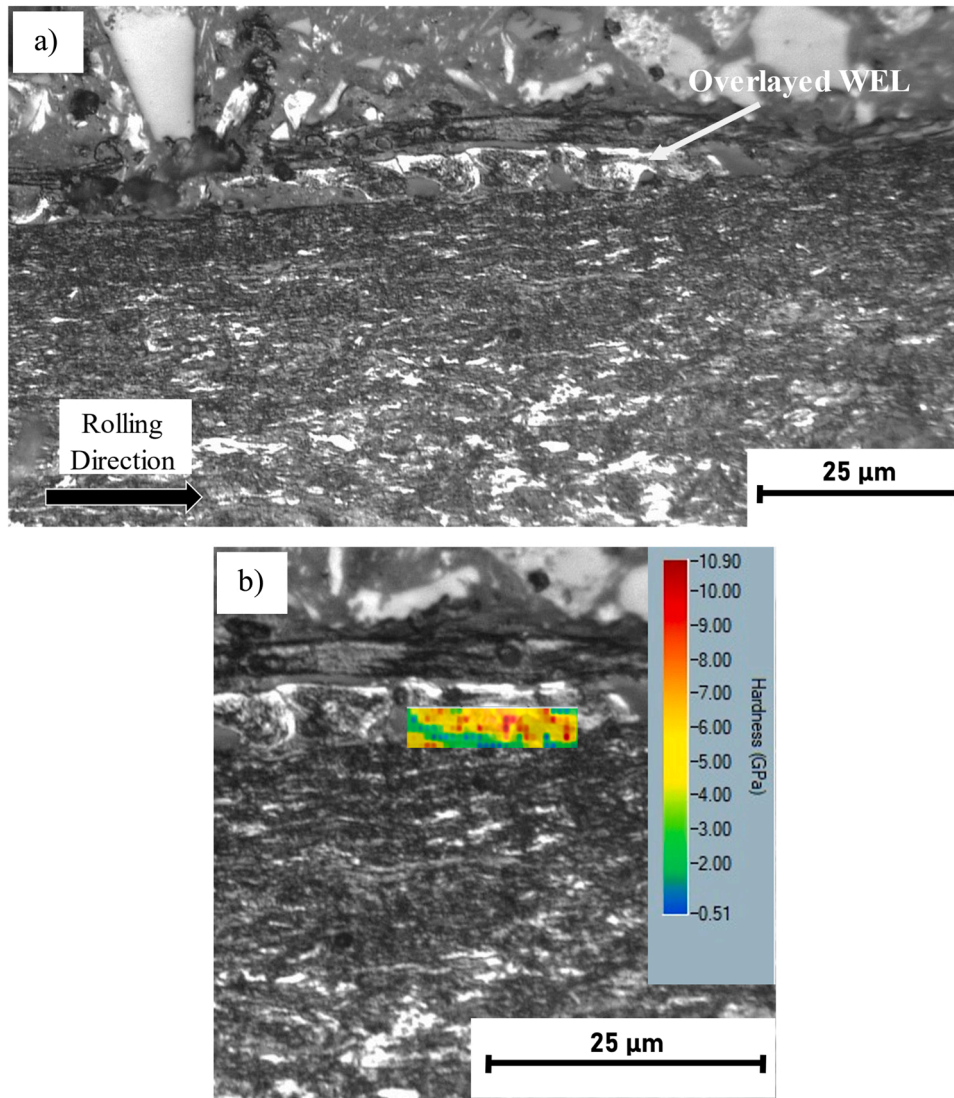 a)
Overlayed WEL
Rolling
Direction
25 µm
b)
10.90
10.00
9.00
8.00
7.00
6.00
5.00
4.00
3.00
2.00
0.51
Hardness (GPa)
25 µm